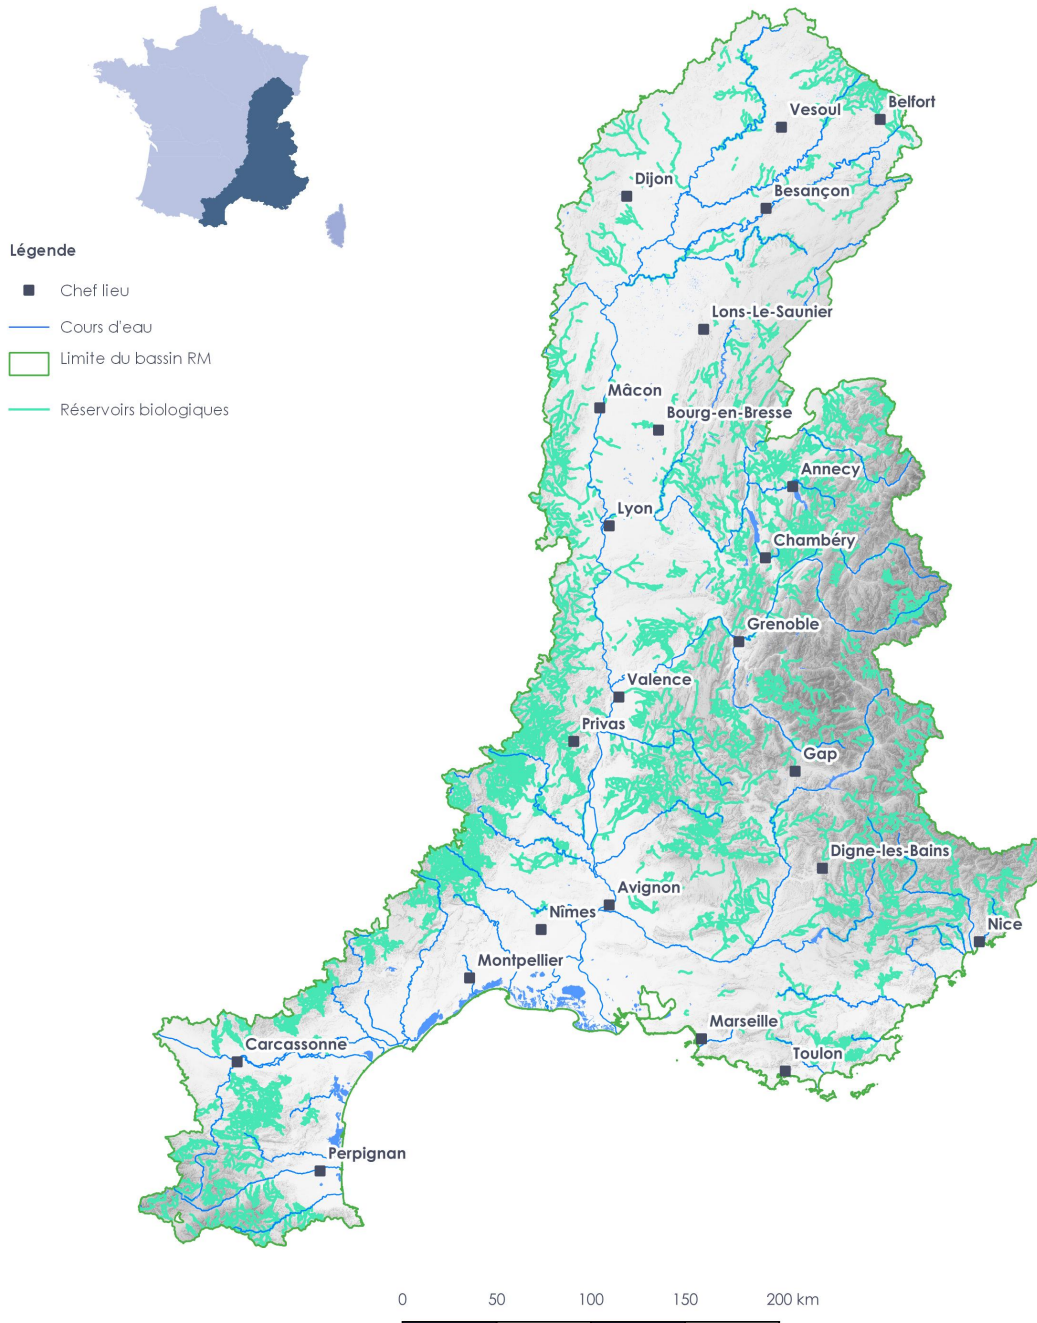 Légende
Chef lieu
Cours d'eau
Limite du bassin RM
Réservoirs biologiques
Vesoul
Belfort
Dijon
Besançon
Lons-Le-Saunier
Mâcon
Bourg-en-Bresse
Annecy
Lyon
Chambéry
Grenoble
Valence
Privas
Gap
Digne-les-Bains
Avignon
Nîmes
Nice
Montpellier
Marseille
Carcassonne
Toulon
Perpignan
0 50 100 150 200 km